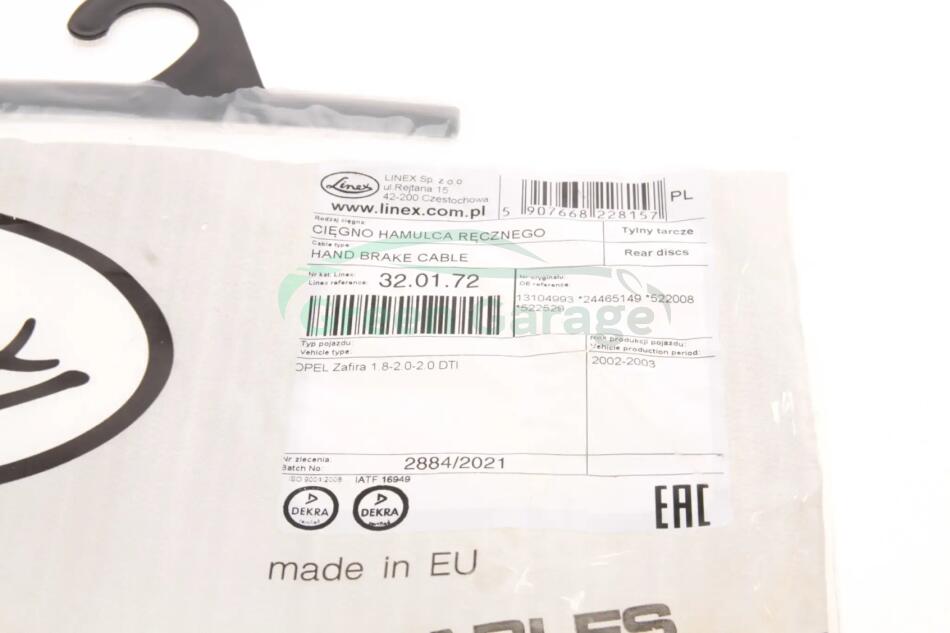 Linex
LINEX Sp. z o.o
ul.Rejtana 15
42-200 Czestochowa
www.linex.com.pl
5 907668 228157
PL
Rodzaj cięgna:
CIĘGNO HAMULCA RĘCZNEGO
Tylny tarcze
Cable type
HAND BRAKE CABLE
Rear discs
Nr kat. Linex:
Linex reference:
32.01.72
Nr oryginału:
OE reference:
13104993 *24465149 *522008
*522529
Green Garage
Typ pojazdu:
Vehicle type:
Rok produkcji pojazdu:
Vehicle production period:
OPEL Zafira 1.8-2.0-2.0 DTI
2002-2003
Nr zlecenia:
Batch No:
2884/2021
ISO 9001:2008 IATF 16949
DEKRA
DEKRA
EAC
made in EU